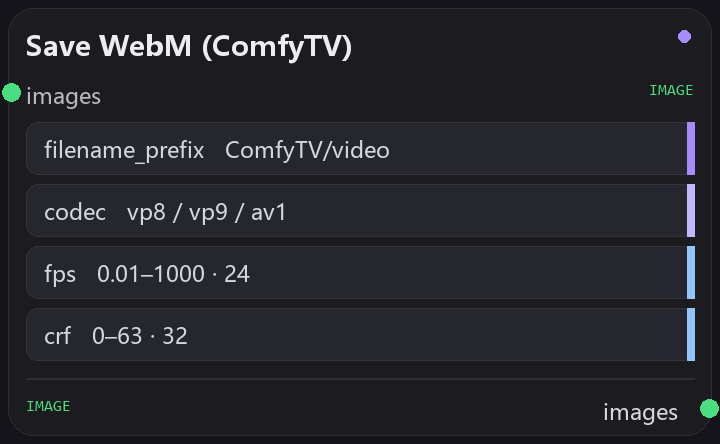 Save WebM (ComfyTV)
images IMAGE
filename_prefix ComfyTV/video
codec vp8 / vp9 / av1
fps 0.01–1000 · 24
crf 0–63 · 32
IMAGE images